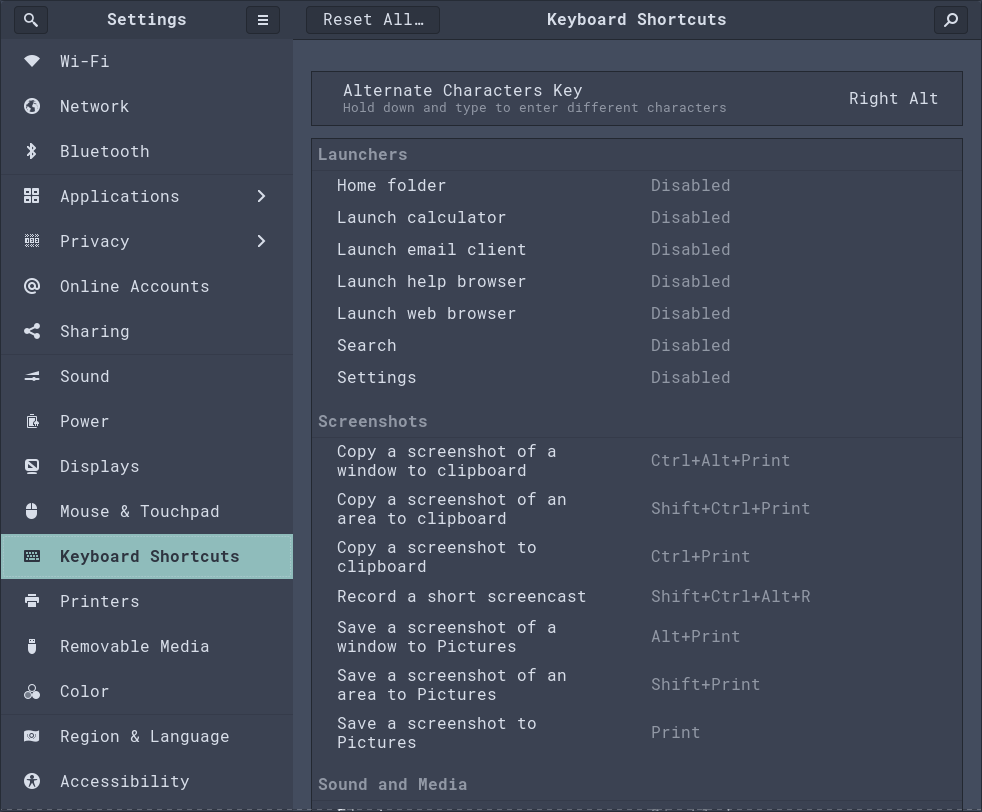 Settings
Reset All…
Keyboard Shortcuts
Wi-Fi
Network
Bluetooth
Applications
Privacy
Online Accounts
Sharing
Sound
Power
Displays
Mouse & Touchpad
Keyboard Shortcuts
Printers
Removable Media
Color
Region & Language
Accessibility
Alternate Characters Key
Hold down and type to enter different characters
Right Alt
Launchers
Home folder Disabled
Launch calculator Disabled
Launch email client Disabled
Launch help browser Disabled
Launch web browser Disabled
Search Disabled
Settings Disabled
Screenshots
Copy a screenshot of a
window to clipboard
Ctrl+Alt+Print
Copy a screenshot of an
area to clipboard
Shift+Ctrl+Print
Copy a screenshot to
clipboard
Ctrl+Print
Record a short screencast Shift+Ctrl+Alt+R
Save a screenshot of a
window to Pictures
Alt+Print
Save a screenshot of an
area to Pictures
Shift+Print
Save a screenshot to
Pictures
Print
Sound and Media